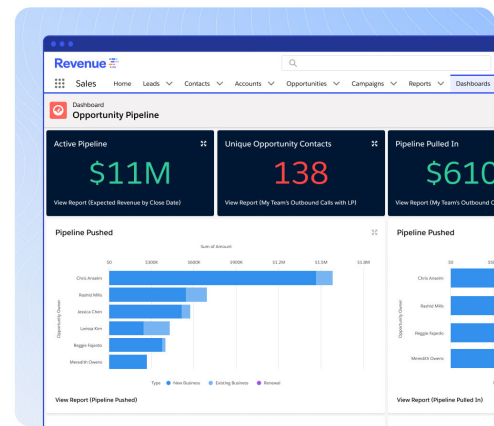 Revenue
Sales Home Leads Contacts Accounts Opportunities Campaigns Reports Dashboards
Dashboard
Opportunity Pipeline
Active Pipeline
$11M
View Report (Expected Revenue by Close Date)
Unique Opportunity Contacts
138
View Report (My Team's Outbound Calls with LP)
Pipeline Pulled In
$610
View Report (My Team's Outbound C
Pipeline Pushed
Sum of Amount
$0 $300K $600K $900K $1.2M $1.5M $1.8M
Opportunity Owner
Chris Anselm
Rashid Mills
Jessica Chen
Larissa Kim
Reggie Fajardo
Meredith Owens
Type New Business Existing Business Renewal
View Report (Pipeline Pushed)
Pipeline Pushed
$0
Opportunity Owner
Chris Anselm
Rashid Mills
Reggie Fajardo
Meredith Owens
View Report (Pipeline Pulled In)